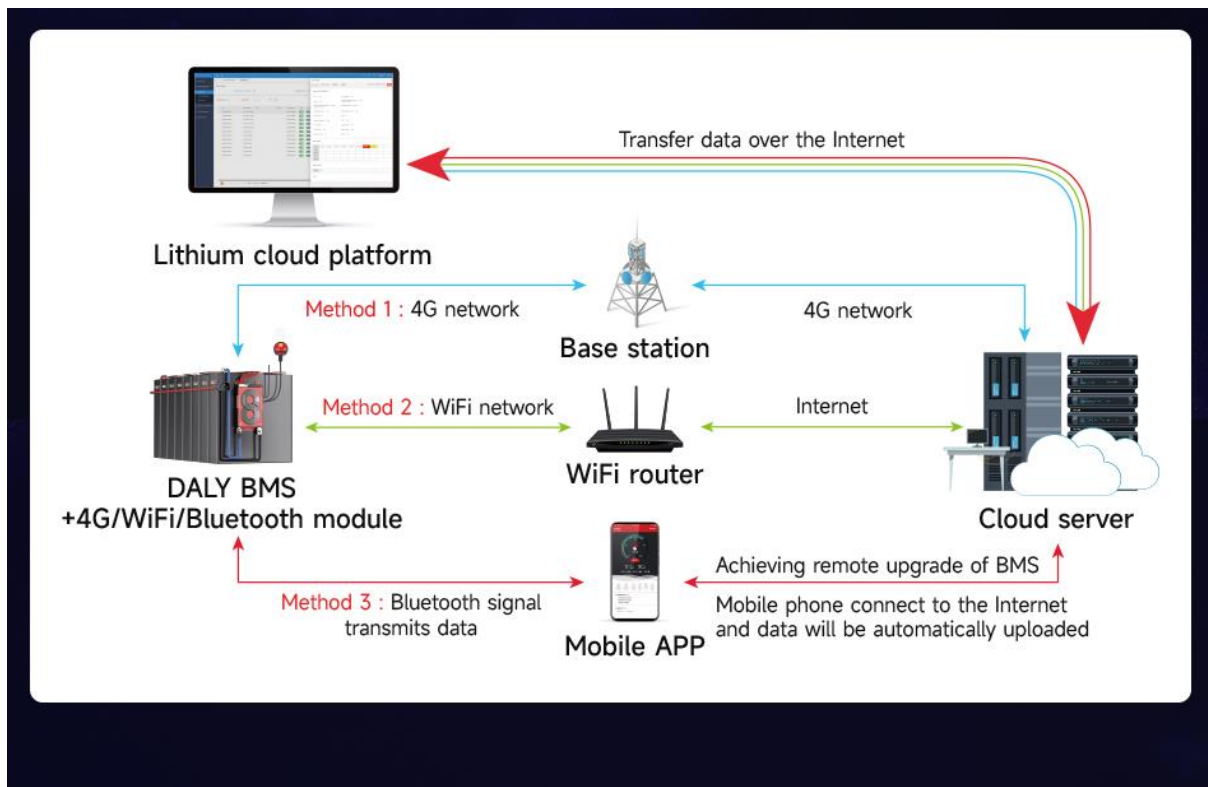 Transfer data over the Internet
Lithium cloud platform
Method 1 : 4G network
4G network
Base station
Method 2 : WiFi network
Internet
WiFi router
DALY BMS
+4G/WiFi/Bluetooth module
Cloud server
Method 3 : Bluetooth signal
transmits data
Achieving remote upgrade of BMS
Mobile phone connect to the Internet
and data will be automatically uploaded
Mobile APP